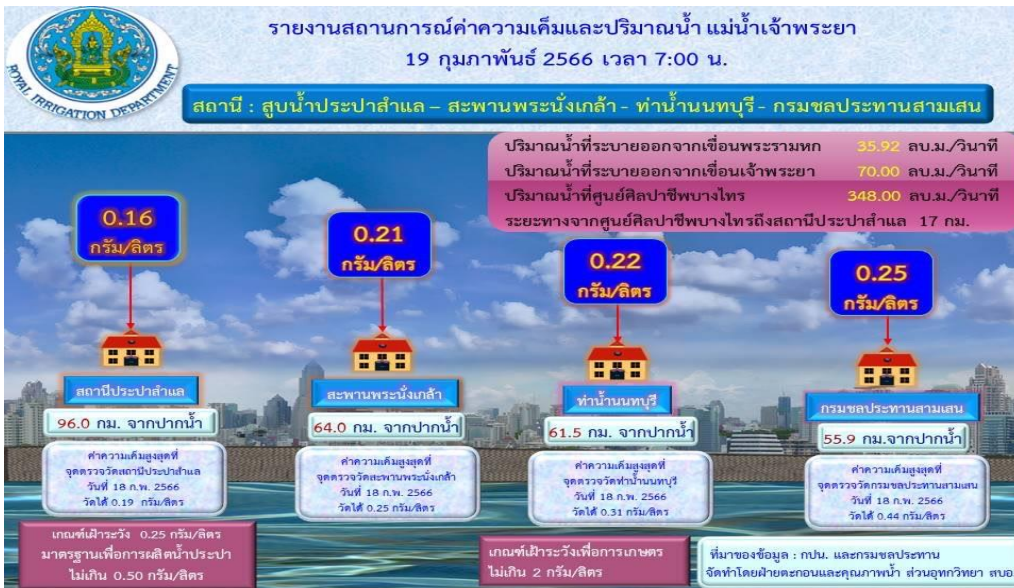 รายงานสถานการณ์ค่าความเค็มและปริมาณน้ำ แม่น้ำเจ้าพระยา
19 กุมภาพันธ์ 2566 เวลา 7:00 น.
ROYAL IRRIGATION DEPARTMENT
สถานี : สูบน้ำประปาสำแล – สะพานพระนั่งเกล้า - ท่าน้ำนนทบุรี - กรมชลประทานสามเสน
ปริมาณน้ำที่ระบายออกจากเขื่อนพระรามหก 35.92 ลบ.ม./วินาที
ปริมาณน้ำที่ระบายออกจากเขื่อนเจ้าพระยา 70.00 ลบ.ม./วินาที
ปริมาณน้ำที่ศูนย์ศิลปาชีพบางไทร 348.00 ลบ.ม./วินาที
ระยะทางจากศูนย์ศิลปาชีพบางไทรถึงสถานีประปาสำแล 17 กม.
0.16
กรัม/ลิตร
สถานีประปาสำแล
96.0 กม. จากปากน้ำ
ค่าความเค็มสูงสุดที่
จุดตรวจวัดสถานีประปาสำแล
วันที่ 18 ก.พ. 2566
วัดได้ 0.19 กรัม/ลิตร
0.21
กรัม/ลิตร
สะพานพระนั่งเกล้า
64.0 กม. จากปากน้ำ
ค่าความเค็มสูงสุดที่
จุดตรวจวัดสะพานพระนั่งเกล้า
วันที่ 18 ก.พ. 2566
วัดได้ 0.25 กรัม/ลิตร
0.22
กรัม/ลิตร
ท่าน้ำนนทบุรี
61.5 กม. จากปากน้ำ
ค่าความเค็มสูงสุดที่
จุดตรวจวัดท่าน้ำนนทบุรี
วันที่ 18 ก.พ. 2566
วัดได้ 0.31 กรัม/ลิตร
0.25
กรัม/ลิตร
กรมชลประทานสามเสน
55.9 กม.จากปากน้ำ
ค่าความเค็มสูงสุดที่
จุดตรวจวัดกรมชลประทานสามเสน
วันที่ 18 ก.พ. 2566
วัดได้ 0.44 กรัม/ลิตร
เกณฑ์เฝ้าระวัง 0.25 กรัม/ลิตร
มาตรฐานเพื่อการผลิตน้ำประปา
ไม่เกิน 0.50 กรัม/ลิตร
เกณฑ์เฝ้าระวังเพื่อการเกษตร
ไม่เกิน 2 กรัม/ลิตร
ที่มาของข้อมูล : กปน. และกรมชลประทาน
จัดทำโดยฝ่ายตะกอนและคุณภาพน้ำ ส่วนอุทกวิทยา สบอ